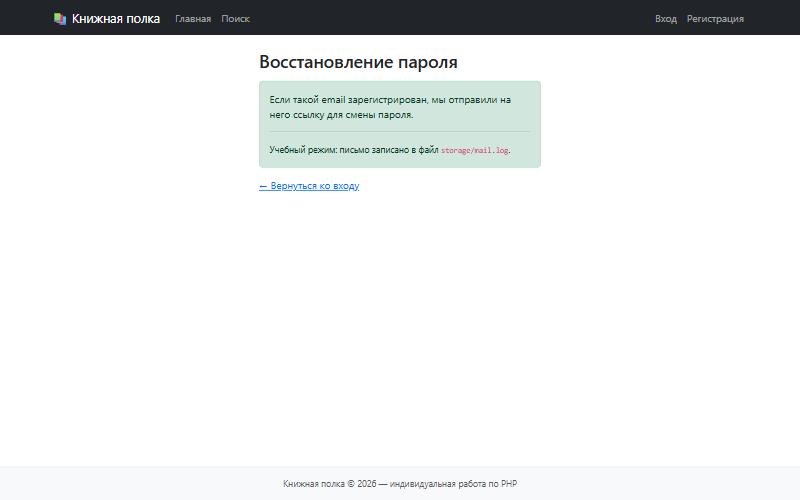 Книжная полка Главная Поиск Вход Регистрация
Восстановление пароля
Если такой email зарегистрирован, мы отправили на
него ссылку для смены пароля.
Учебный режим: письмо записано в файл storage/mail.log.
← Вернуться ко входу
Книжная полка © 2026 — индивидуальная работа по PHP